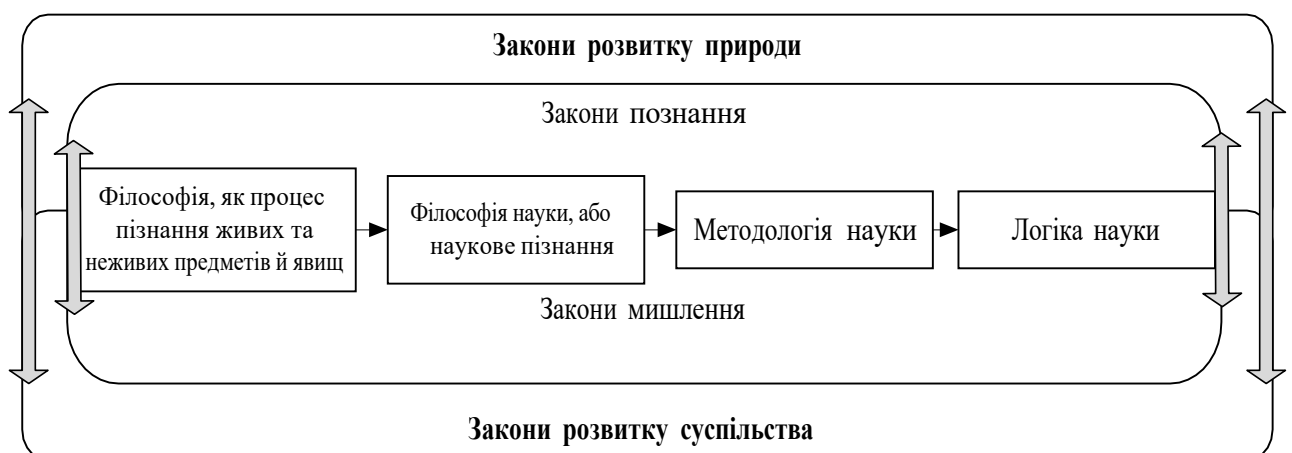 Закони розвитку природи
Закони познання
Філософія, як процес
пізнання живих та
неживих предметів й явищ
Філософія науки, або
наукове пізнання
Методологія науки
Логіка науки
Закони мишлення
Закони розвитку суспільства